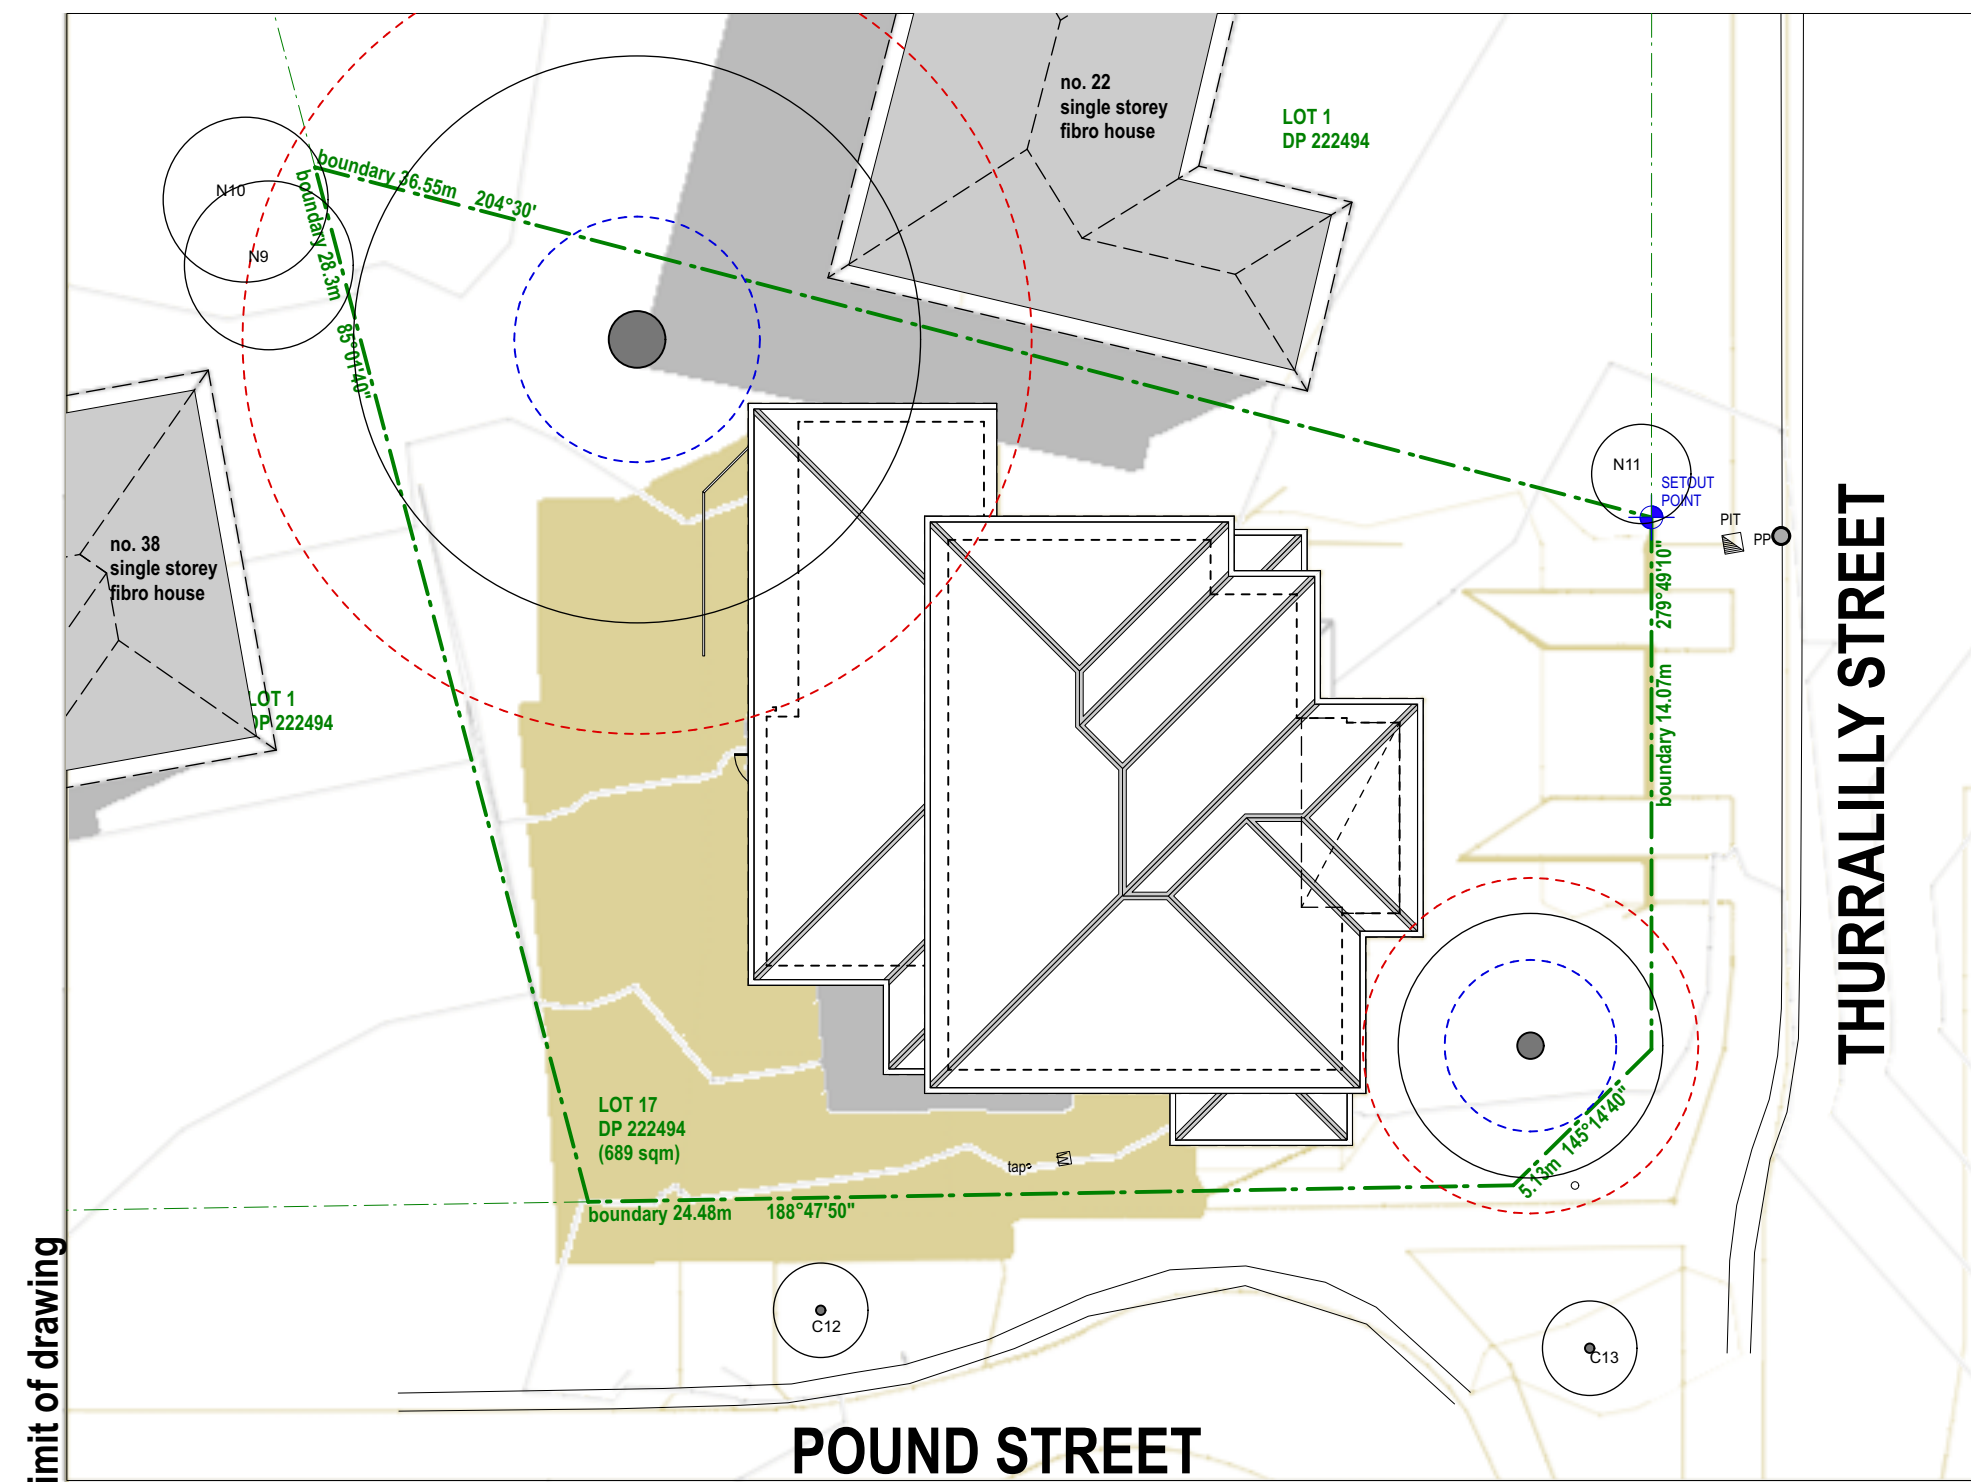 no. 22
single storey
fibro house
LOT 1
DP 222494
boundary 36.55m 204°30'
N10
boundary 28.3m 85°01'40"
N9
N11
SETOUT
POINT
PIT
PP
279°49'10"
boundary 14.07m
THURRALILLY STREET
no. 38
single storey
fibro house
LOT 1
DP 222494
LOT 17
DP 222494
(689 sqm)
tap
boundary 24.48m 188°47'50"
5.13m 145°14'40"
C12
C13
imit of drawing
POUND STREET